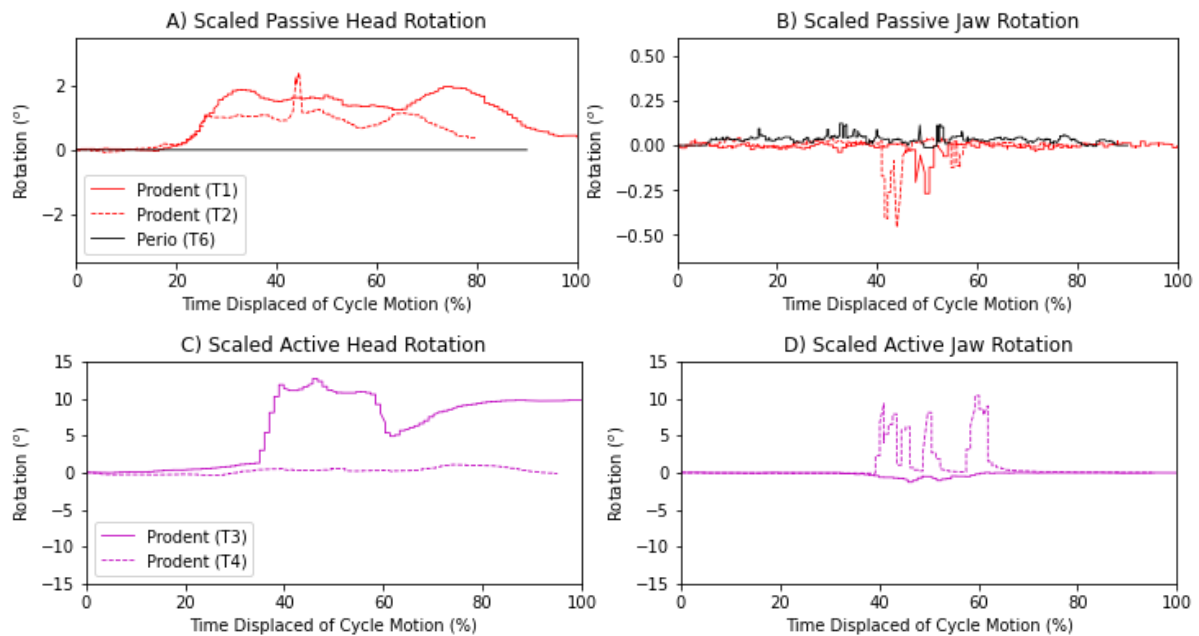 A) Scaled Passive Head Rotation
Rotation (°)
2
0
−2
Prodent (T1)
Prodent (T2)
Perio (T6)
0 20 40 60 80 100
Time Displaced of Cycle Motion (%)
B) Scaled Passive Jaw Rotation
Rotation (°)
0.50
0.25
0.00
−0.25
−0.50
0 20 40 60 80 100
Time Displaced of Cycle Motion (%)
C) Scaled Active Head Rotation
Rotation (°)
15
10
5
0
−5
−10
−15
Prodent (T3)
Prodent (T4)
0 20 40 60 80 100
Time Displaced of Cycle Motion (%)
D) Scaled Active Jaw Rotation
Rotation (°)
15
10
5
0
−5
−10
−15
0 20 40 60 80 100
Time Displaced of Cycle Motion (%)